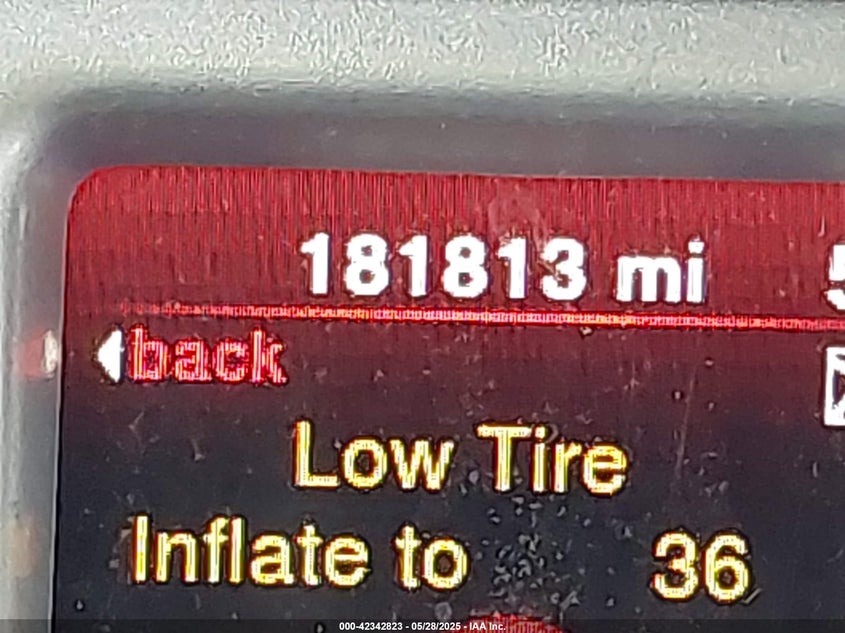 181813 mi
back
Low Tire
Inflate to 36
000-42342823 - 05/28/2025 - IAA Inc.